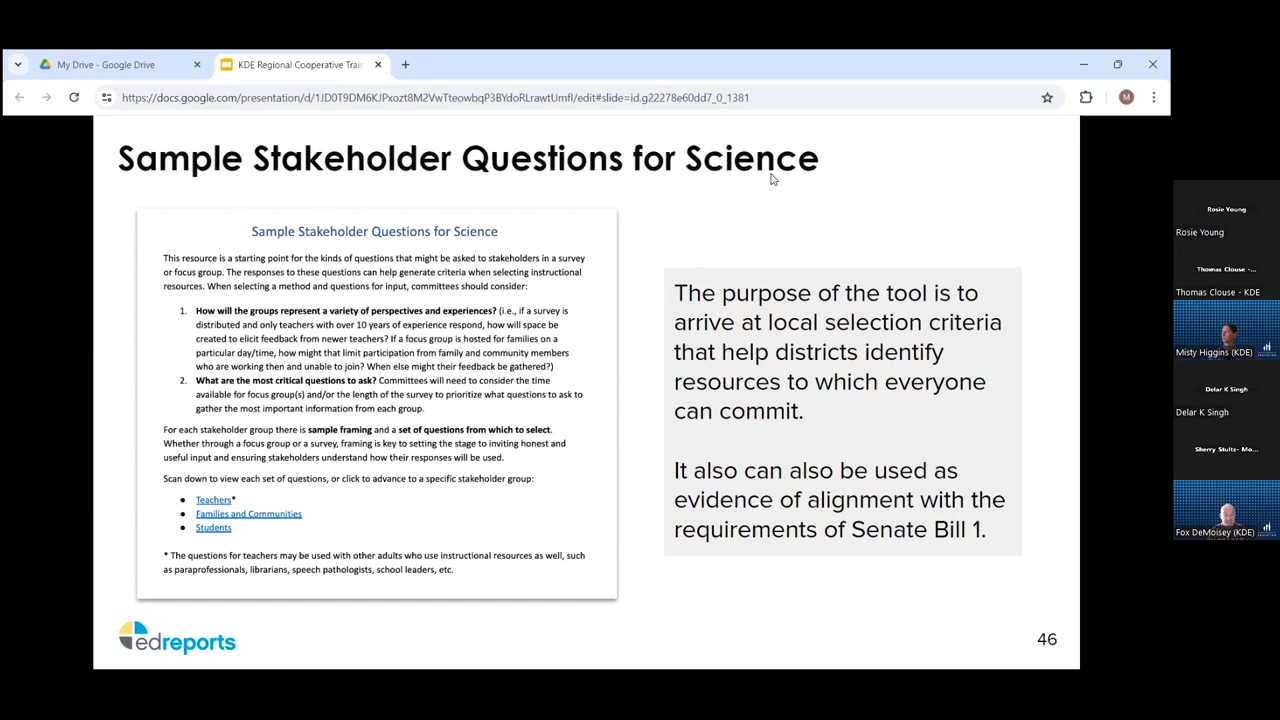 My Drive - Google Drive
KDE Regional Cooperative Train
https://docs.google.com/presentation/d/1JD0T9DM6KJPxozt8M2VwTteowbqP3BYdoRLrawtUmfI/edit#slide=id.g22278e60dd7_0_1381
M
Sample Stakeholder Questions for Science
Sample Stakeholder Questions for Science
This resource is a starting point for the kinds of questions that might be asked to stakeholders in a survey
or focus group. The responses to these questions can help generate criteria when selecting instructional
resources. When selecting a method and questions for input, committees should consider:
1. How will the groups represent a variety of perspectives and experiences? (i.e., if a survey is
distributed and only teachers with over 10 years of experience respond, how will space be
created to elicit feedback from newer teachers? If a focus group is hosted for families on a
particular day/time, how might that limit participation from family and community members
who are working then and unable to join? When else might their feedback be gathered?)
2. What are the most critical questions to ask? Committees will need to consider the time
available for focus group(s) and/or the length of the survey to prioritize what questions to ask to
gather the most important information from each group.
For each stakeholder group there is sample framing and a set of questions from which to select.
Whether through a focus group or a survey, framing is key to setting the stage to inviting honest and
useful input and ensuring stakeholders understand how their responses will be used.
Scan down to view each set of questions, or click to advance to a specific stakeholder group:
● Teachers*
● Families and Communities
● Students
* The questions for teachers may be used with other adults who use instructional resources as well, such
as paraprofessionals, librarians, speech pathologists, school leaders, etc.
The purpose of the tool is to
arrive at local selection criteria
that help districts identify
resources to which everyone
can commit.
It also can also be used as
evidence of alignment with the
requirements of Senate Bill 1.
edreports
46
Rosie Young
Rosie Young
Thomas Clouse -...
Thomas Clouse - KDE
Misty Higgins (KDE)
Delar K Singh
Delar K Singh
Sherry Stultz- Mo...
Fox DeMoisey (KDE)